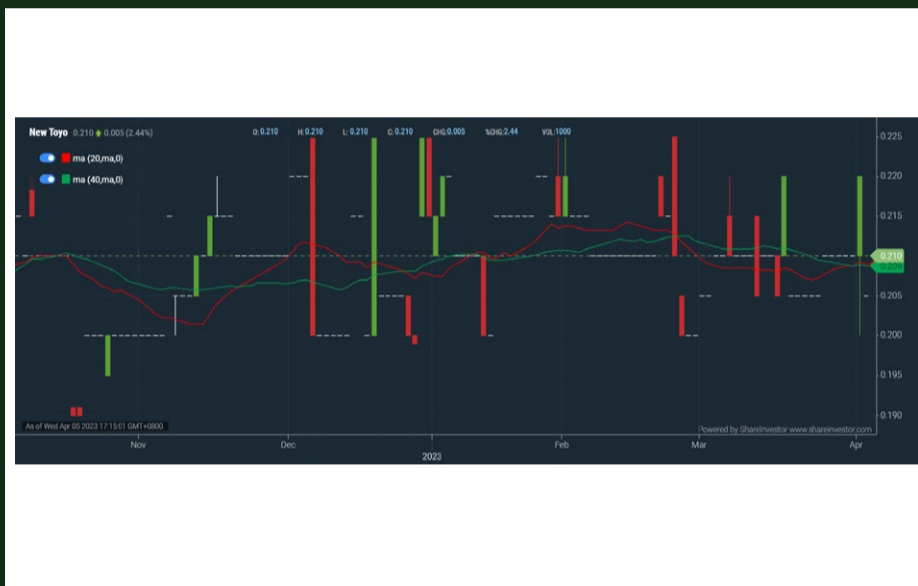 New Toyo 0.210 0.005 (2.44%) O: 0.210 H: 0.210 L: 0.210 C: 0.210 CHG:0.005 %CHG:2.44 VOL:1000
ma (20,ma,0)
ma (40,ma,0)
0.225
0.220
0.215
0.210
0.209
0.205
0.200
0.195
0.190
As of Wed Apr 05 2023 17:15:01 GMT+0800
Powered by ShareInvestor www.shareinvestor.com
Nov Dec Feb Mar Apr
2023